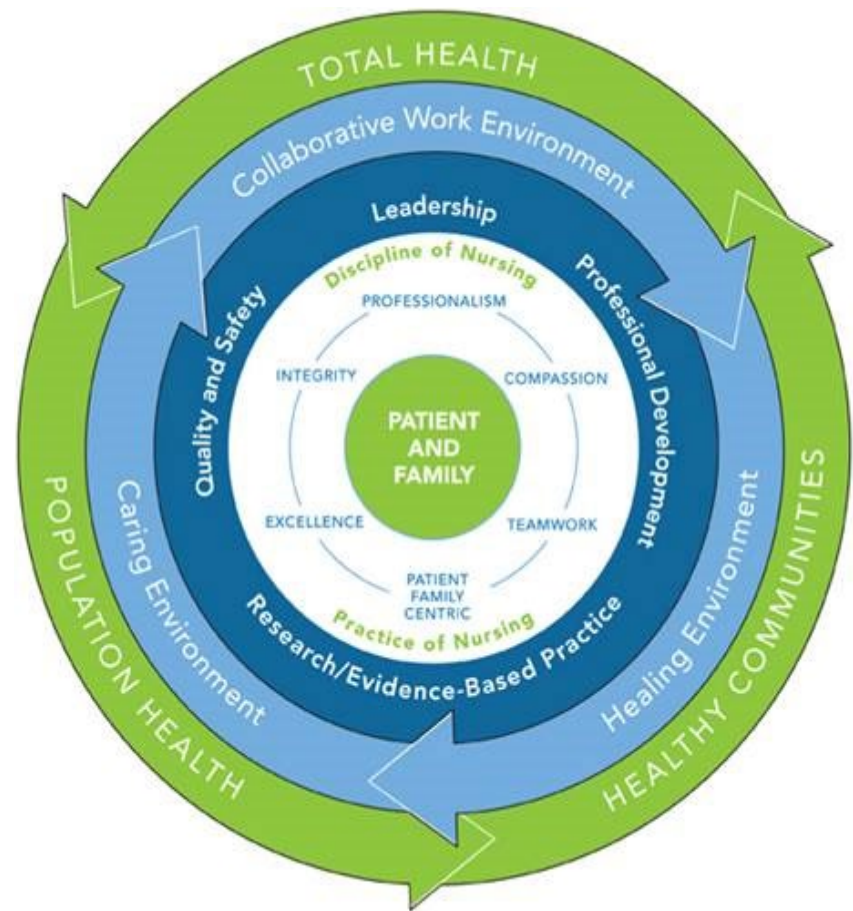 TOTAL HEALTH
Collaborative Work Environment
Leadership
Discipline of Nursing
PROFESSIONALISM
INTEGRITY
COMPASSION
Quality and Safety
Professional Development
PATIENT
AND
FAMILY
EXCELLENCE
TEAMWORK
PATIENT
FAMILY
CENTRIC
Practice of Nursing
Research/Evidence-Based Practice
Caring Environment
Healing Environment
POPULATION HEALTH
HEALTHY COMMUNITIES